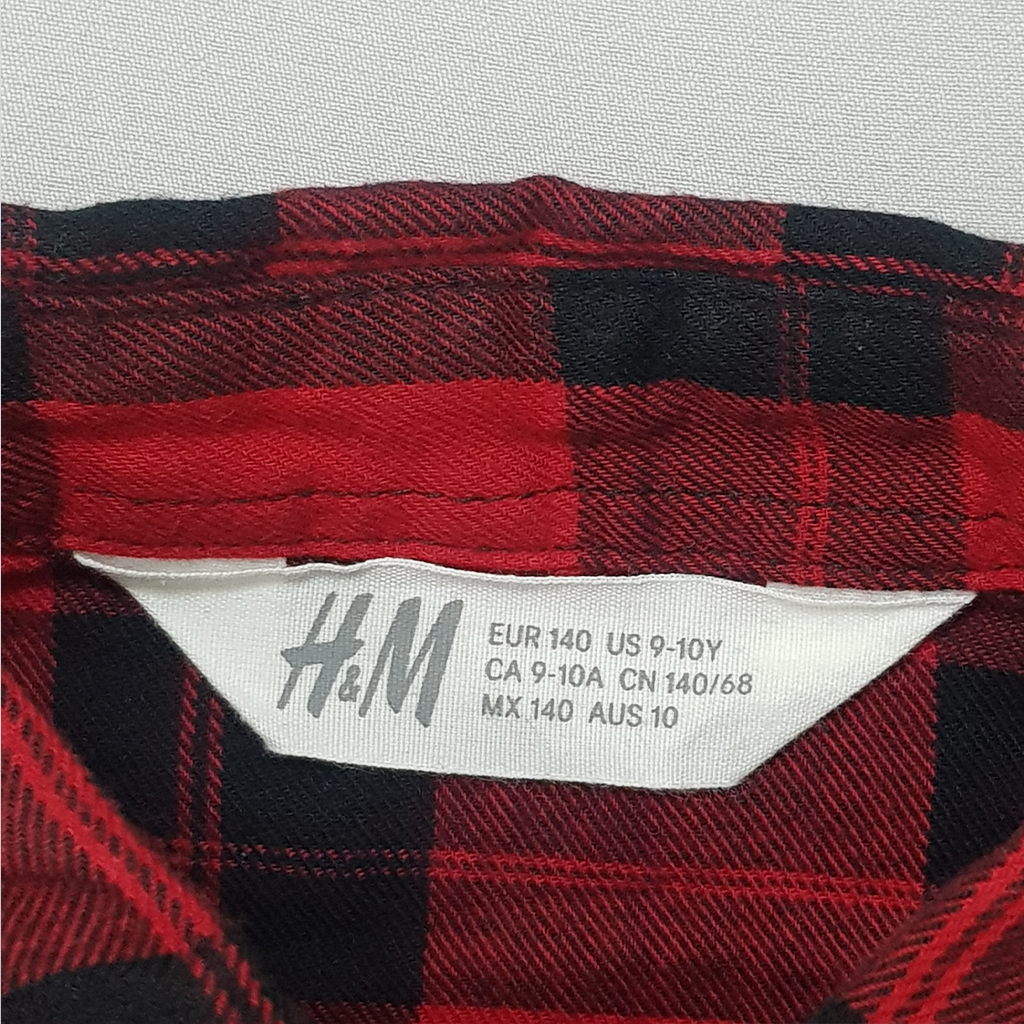 H&M
EUR 140 US 9-10Y
CA 9-10A CN 140/68
MX 140 AUS 10